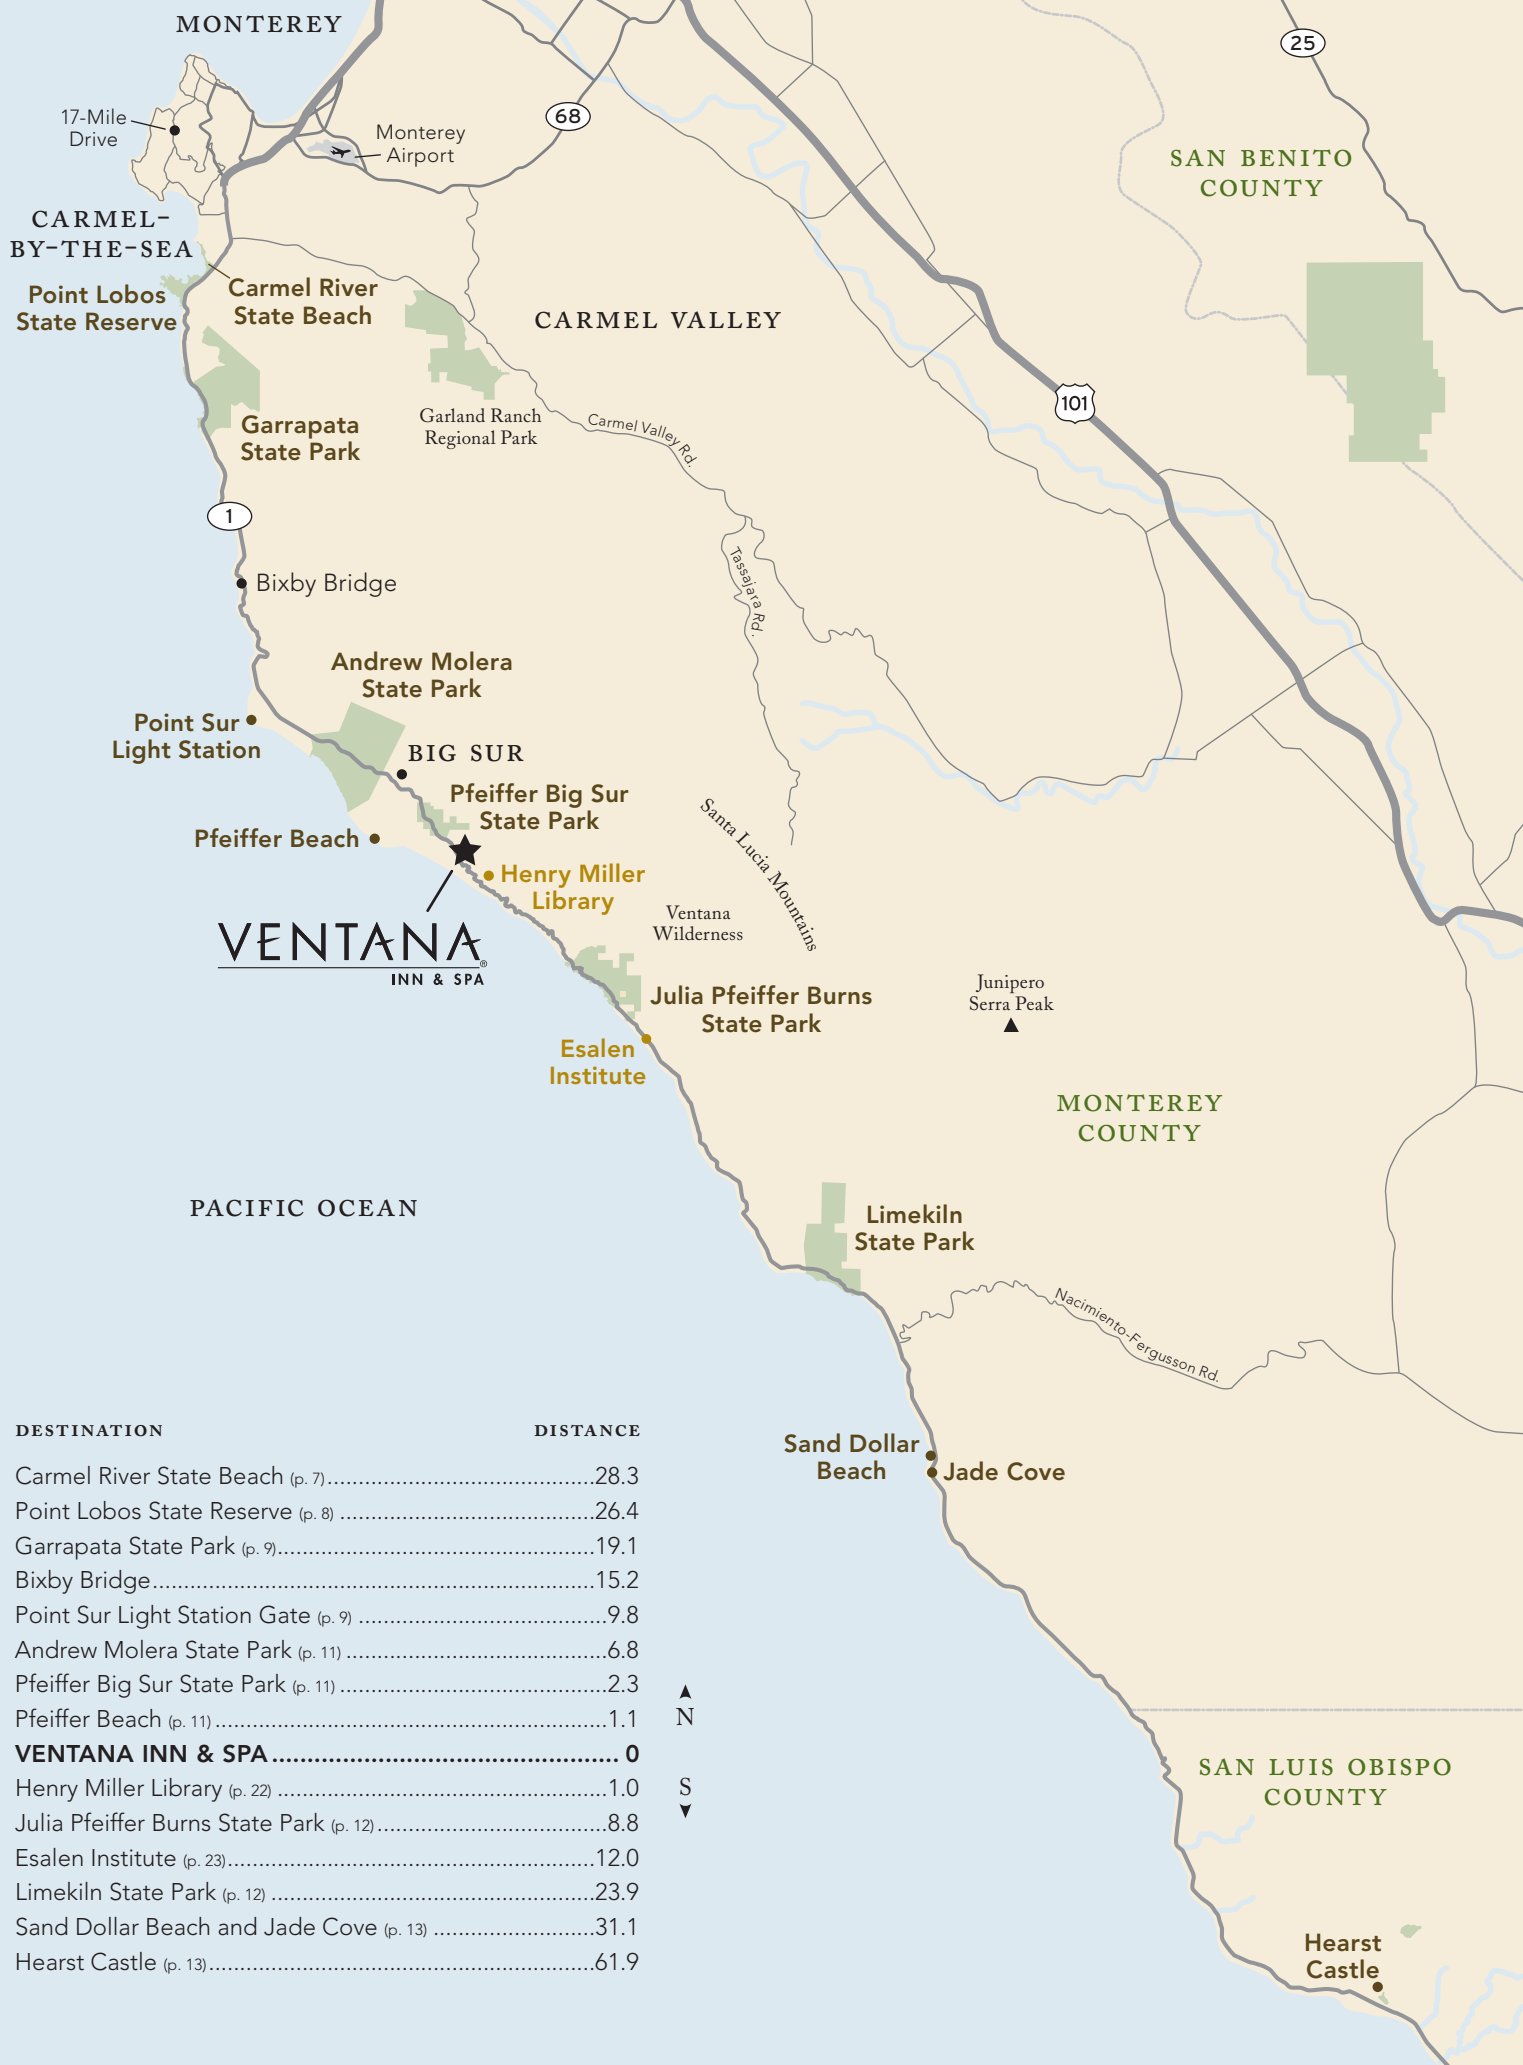 MONTEREY
25
17-Mile
Drive
68
Monterey
Airport
SAN BENITO
COUNTY
CARMEL-
BY-THE-SEA
Point Lobos
State Reserve
Carmel River
State Beach
CARMEL VALLEY
101
Garrapata
State Park
Garland Ranch
Regional Park
Carmel Valley Rd.
1
Tassajara Rd.
Bixby Bridge
Andrew Molera
State Park
Point Sur
Light Station
BIG SUR
Pfeiffer Big Sur
State Park
Pfeiffer Beach
Santa Lucia Mountains
Henry Miller
Library
Ventana
Wilderness
VENTANA®
INN & SPA
Julia Pfeiffer Burns
State Park
Junipero
Serra Peak
Esalen
Institute
MONTEREY
COUNTY
PACIFIC OCEAN
Limekiln
State Park
Nacimiento-Fergusson Rd.
Sand Dollar
Beach
Jade Cove
DESTINATION DISTANCE
Carmel River State Beach (p. 7)..................................28.3
Point Lobos State Reserve (p. 8) .................................26.4
Garrapata State Park (p. 9).........................................19.1
Bixby Bridge.........................................................15.2
Point Sur Light Station Gate (p. 9) ................................9.8
Andrew Molera State Park (p. 11) ..................................6.8
Pfeiffer Big Sur State Park (p. 11) ..................................2.3
Pfeiffer Beach (p. 11) ..................................................1.1
VENTANA INN & SPA ................................................. 0
Henry Miller Library (p. 22) ..........................................1.0
Julia Pfeiffer Burns State Park (p. 12)..............................8.8
Esalen Institute (p. 23)...............................................12.0
Limekiln State Park (p. 12) .........................................23.9
Sand Dollar Beach and Jade Cove (p. 13) .....................31.1
Hearst Castle (p. 13)..................................................61.9
N
S
SAN LUIS OBISPO
COUNTY
Hearst
Castle